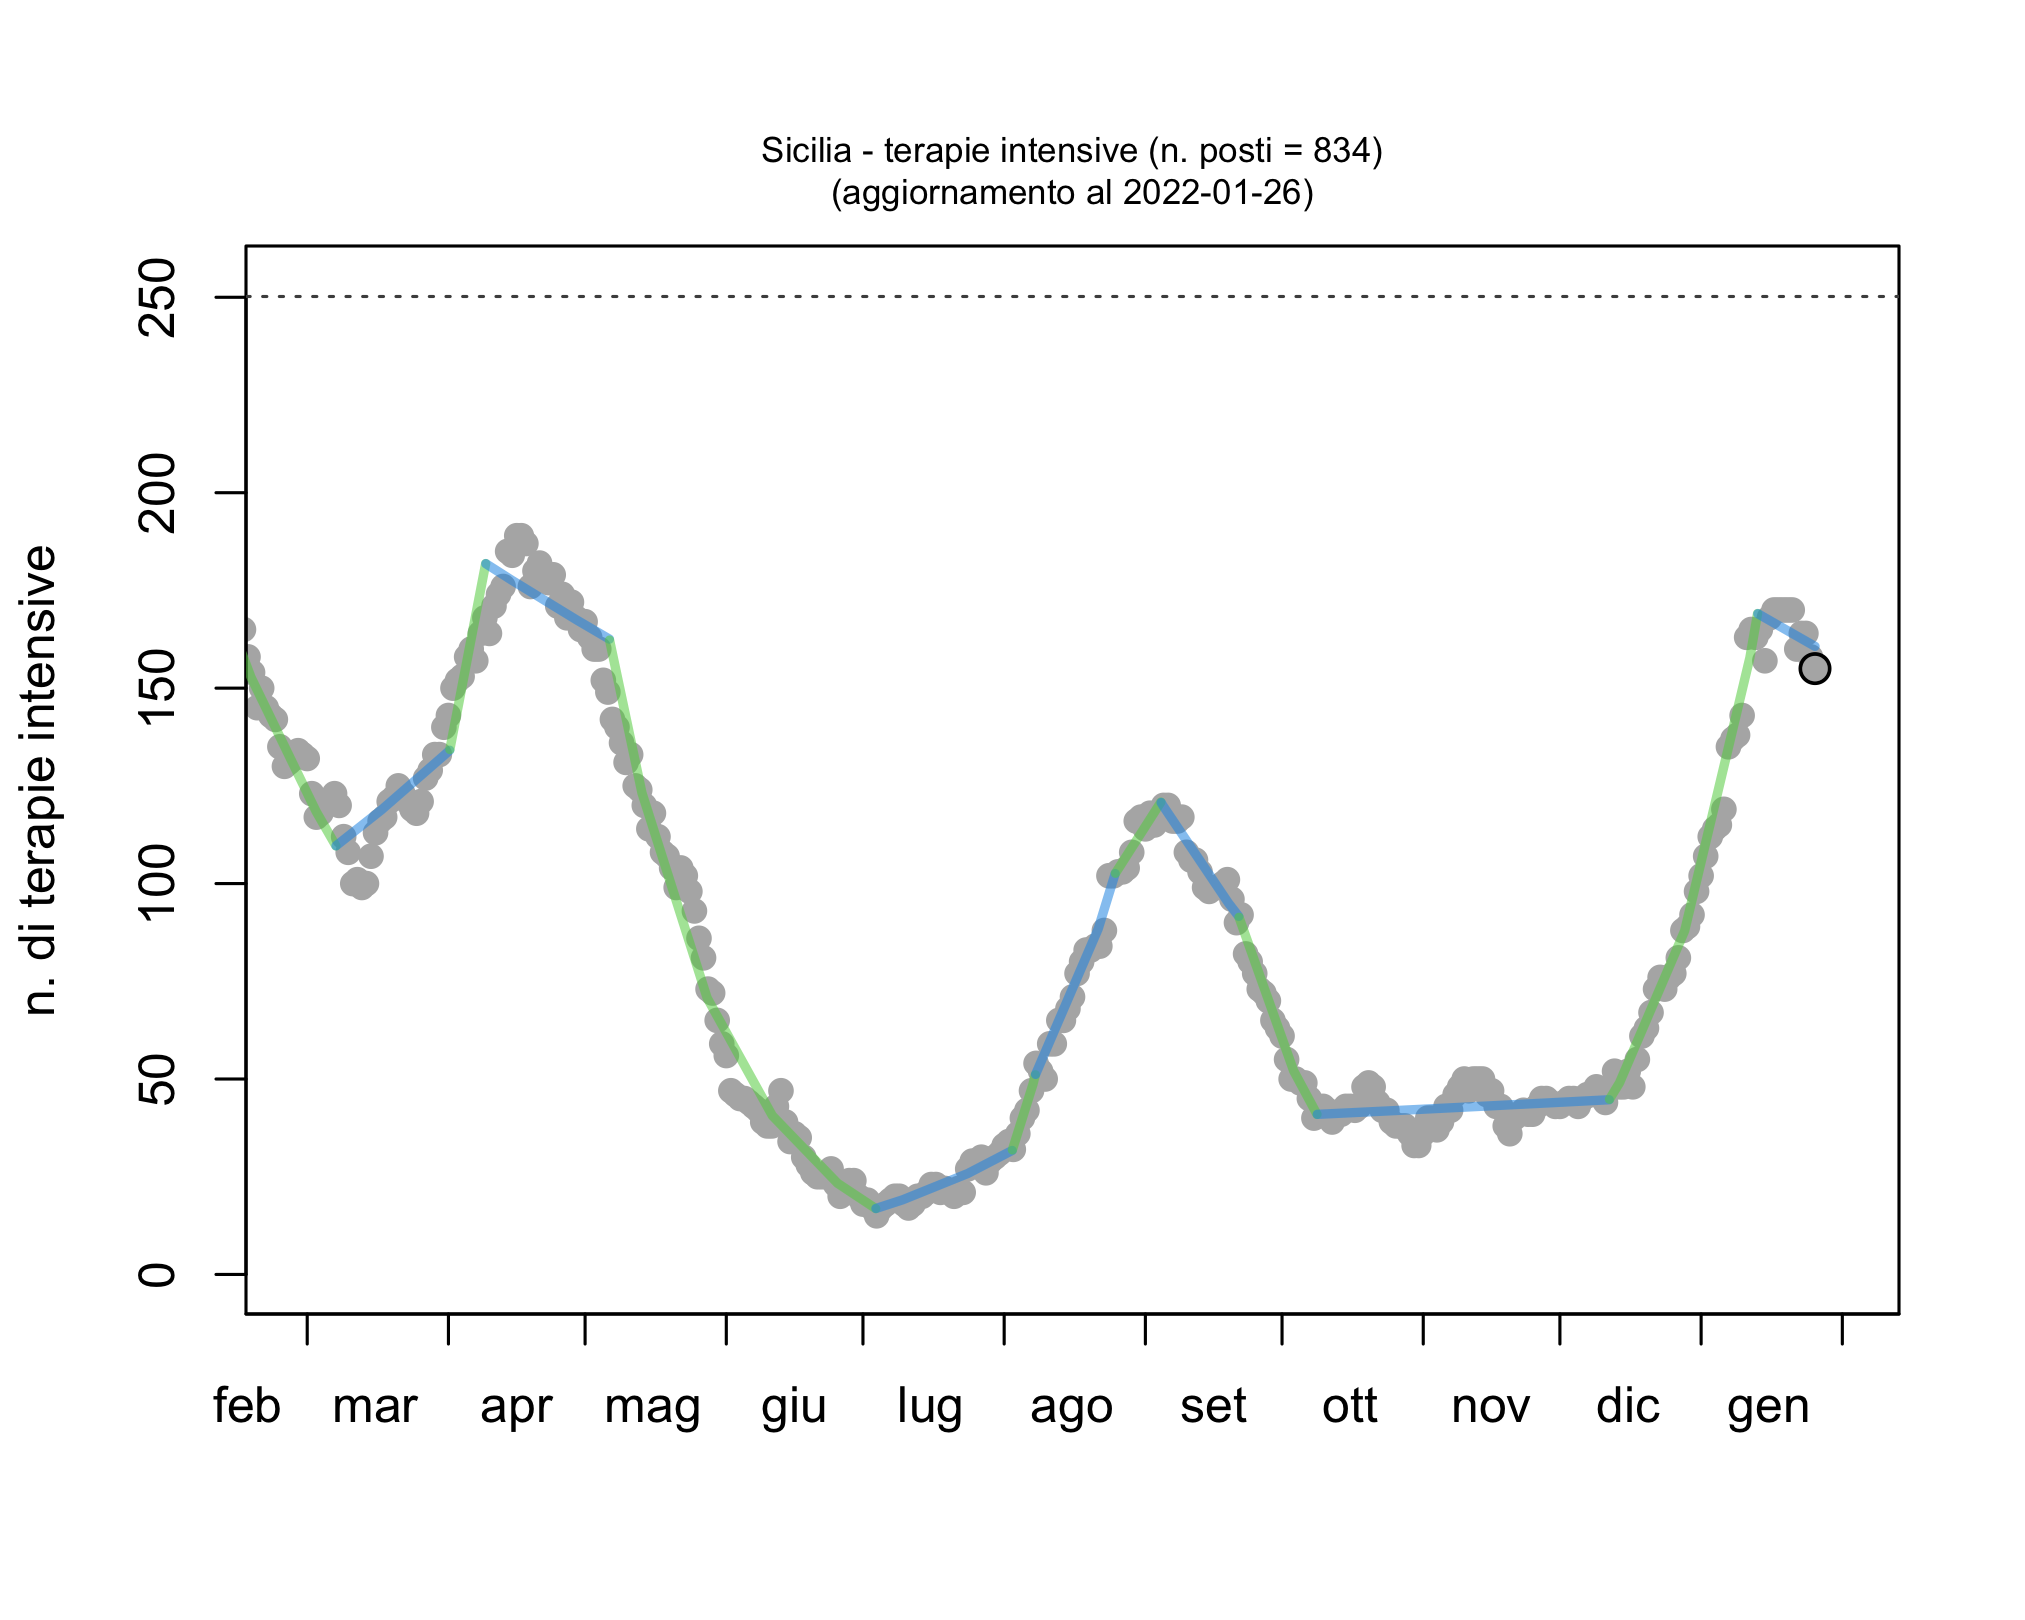 Sicilia - terapie intensive (n. posti = 834)
(aggiornamento al 2022-01-26)
n. di terapie intensive
250
200
150
100
50
0
feb mar apr mag giu lug ago set ott nov dic gen